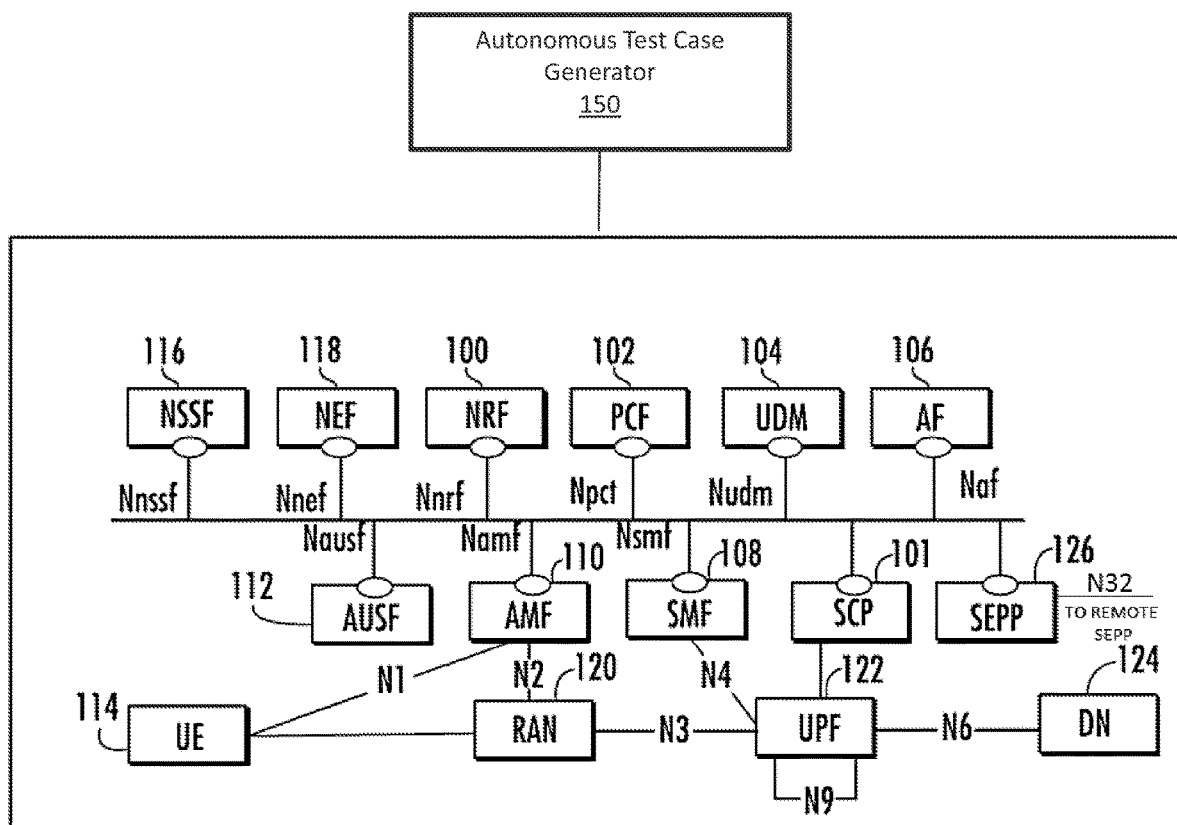 Autonomous Test Case
Generator
150
116 118 100 102 104 106
NSSF NEF NRF PCF UDM AF
Nnssf Nnef Nnrf Npct Nudm Naf
Nausf Namf Nsmf
112 110 108 101 126
AUSF AMF SMF SCP SEPP N32
TO REMOTE
SEPP
N1 N2 120 N4 122 124
114 UE RAN N3 UPF N6 DN
N9